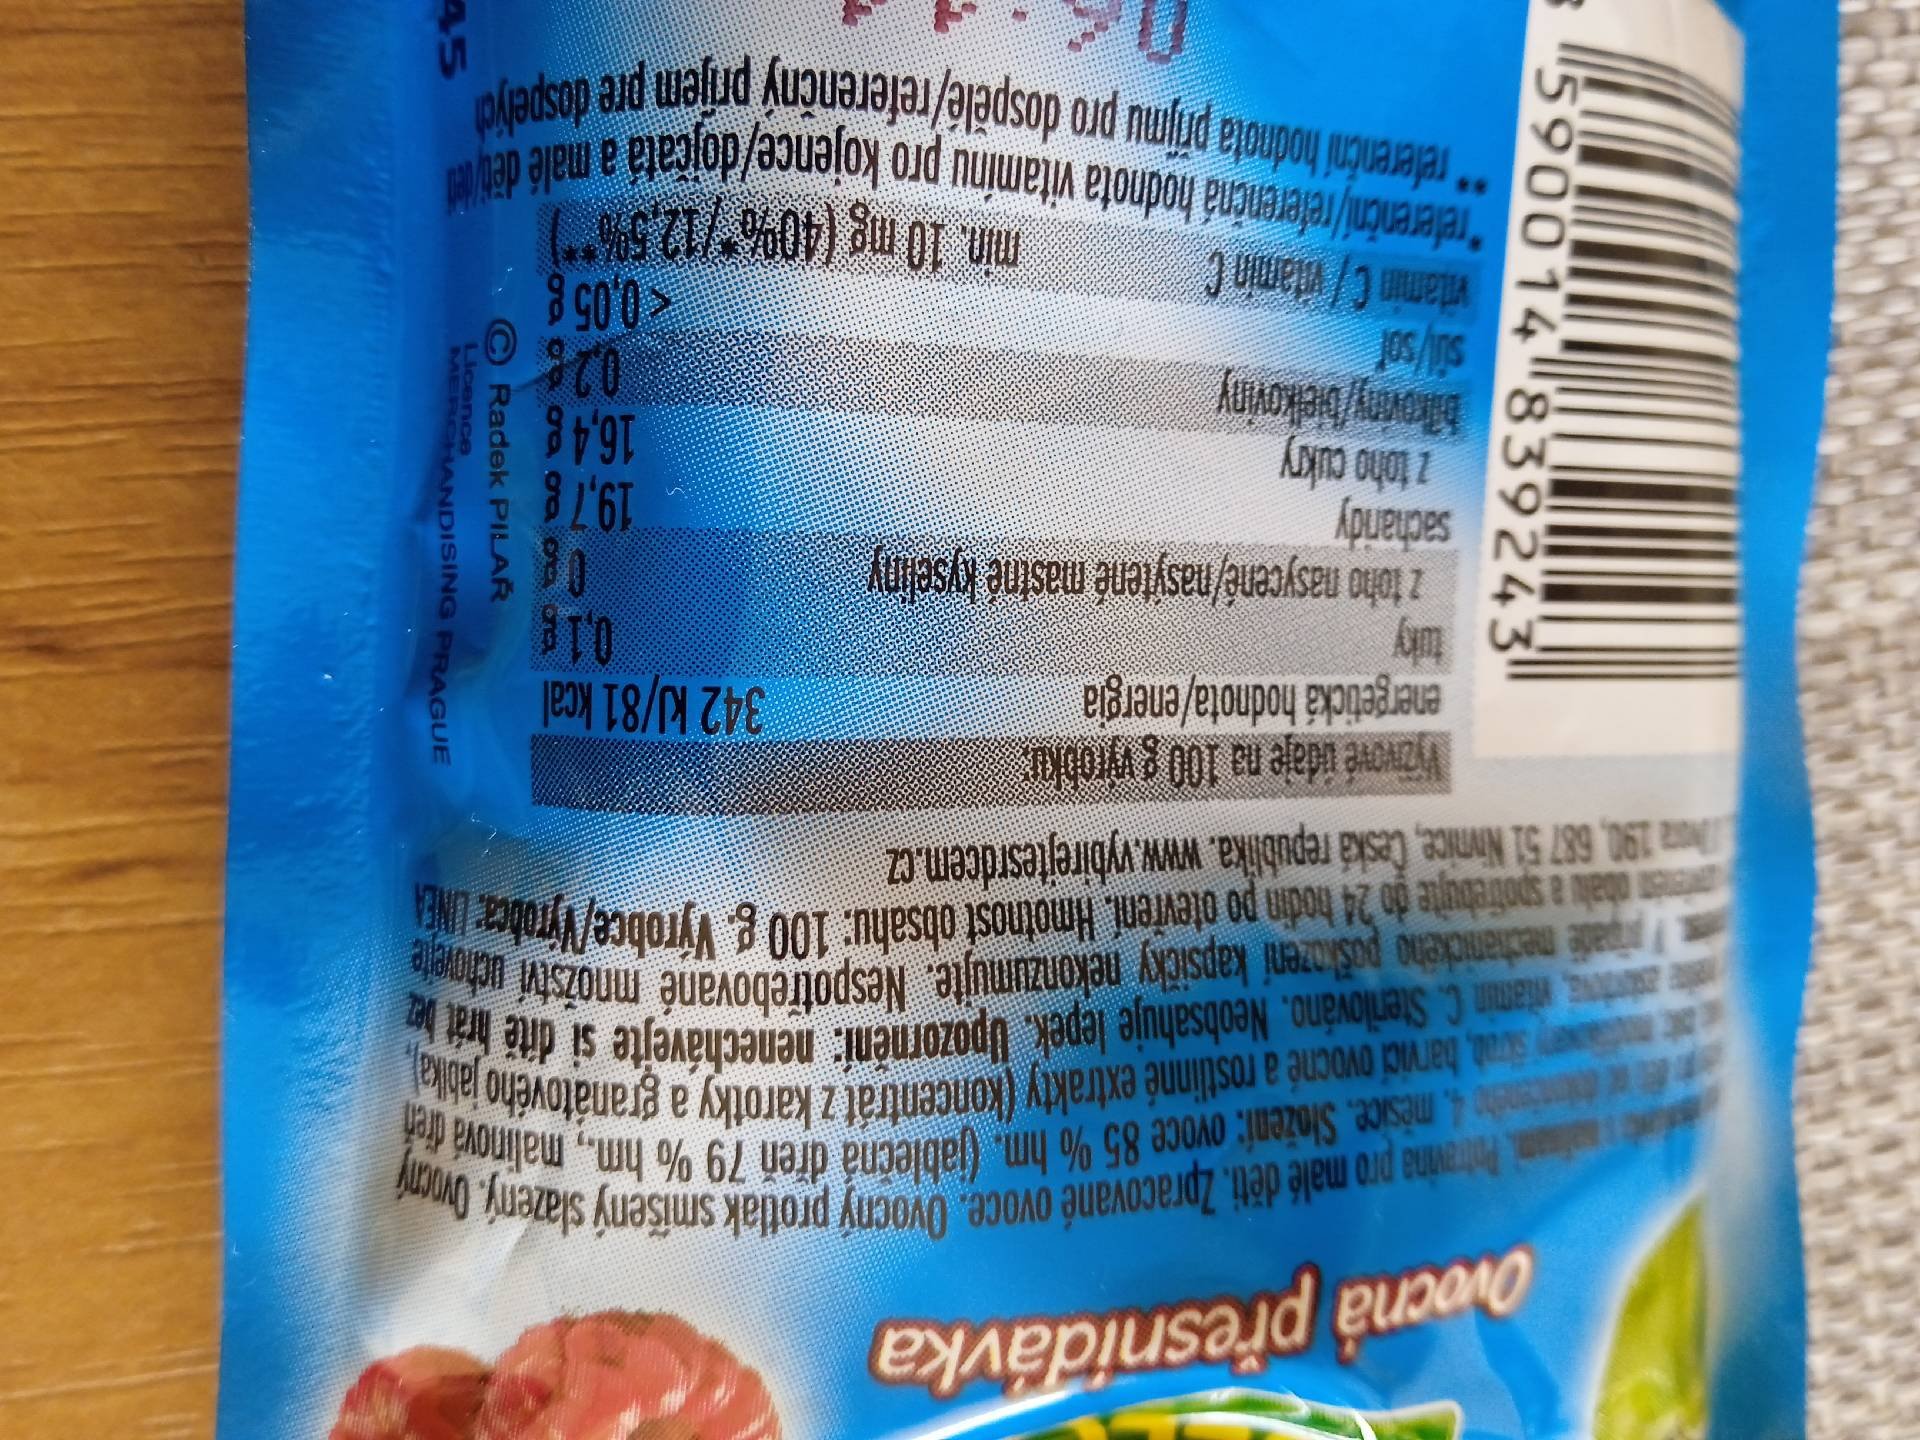 Ovocná přesnídávka
Potravina pro malé děti. Zpracované ovoce. Ovocný protlak smíšený slazený. Ovocný
4. měsíce. Složení: ovoce 85 % hm. (jablečná dřeň 79 % hm., malinová dřeň
škrob, barvicí ovocné a rostlinné extrakty (koncentrát z karotky a granátového jablka),
vitamin C. Sterilováno. Neobsahuje lepek. Upozornění: nenechávejte si dítě hrát bez
případě mechanického poškození kapsičky nekonzumujte. Nespotřebované množství uchovejte
obalu a spotřebujte do 24 hodin po otevření. Hmotnost obsahu: 100 g. Výrobce/Výrobca: LINEA
190, 687 51 Nivnice, Česká republika. www.vybirejtesrdcem.cz
Výživové údaje na 100 g výrobku:
energetická hodnota/energia 342 kJ/81 kcal
tuky 0,1 g
z toho nasycené/nasýtené mastné kyseliny 0 g
sacharidy 19,7 g
z toho cukry 16,4 g
bílkoviny/bielkoviny 0,2 g
sůl/soľ < 0,05 g
vitamin C / vitamín C min. 10 mg (40%*/12,5%**)
*referenční/referenčná hodnota vitamínu pro kojence/dojčatá a malé děti/deti
** referenční hodnota příjmu pro dospělé/referenčný príjem pre dospelých
590014 839243
© Radek PILAŘ
Licence
MERCHANDISING PRAGUE
45